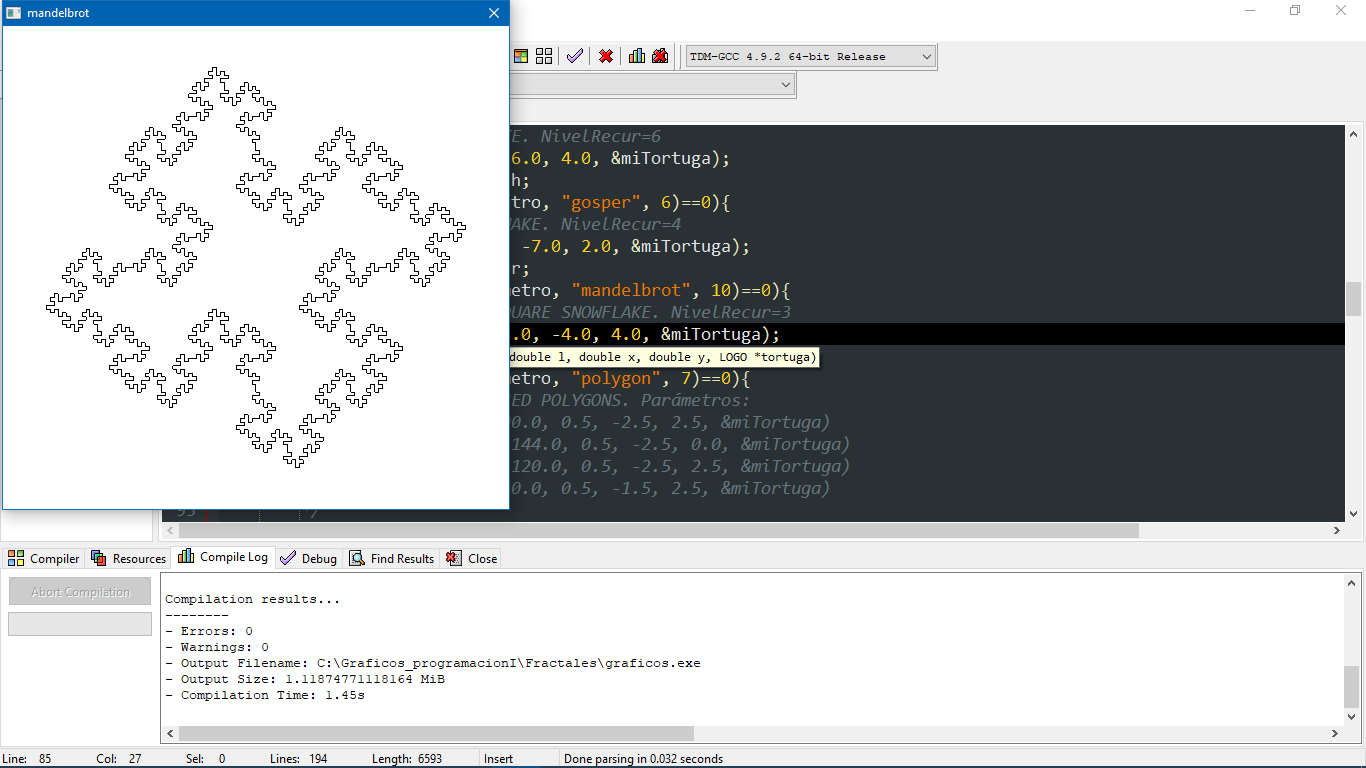 mandelbrot
TDM-GCC 4.9.2 64-bit Release
E. NivelRecur=6
6.0, 4.0, &miTortuga);
h;
tro, "gosper", 6)==0){
AKE. NivelRecur=4
, -7.0, 2.0, &miTortuga);
r;
etro, "mandelbrot", 10)==0){
QUARE SNOWFLAKE. NivelRecur=3
.0, -4.0, 4.0, &miTortuga);
double l, double x, double y, LOGO *tortuga)
etro, "polygon", 7)==0){
ED POLYGONS. Parámetros:
0.0, 0.5, -2.5, 2.5, &miTortuga)
144.0, 0.5, -2.5, 0.0, &miTortuga)
120.0, 0.5, -2.5, 2.5, &miTortuga)
0.0, 0.5, -1.5, 2.5, &miTortuga)
Compiler Resources Compile Log Debug Find Results Close
Abort Compilation
Compilation results...
--------
- Errors: 0
- Warnings: 0
- Output Filename: C:\Graficos_programacionI\Fractales\graficos.exe
- Output Size: 1.11874771118164 MiB
- Compilation Time: 1.45s
Line: 85 Col: 27 Sel: 0 Lines: 194 Length: 6593 Insert Done parsing in 0.032 seconds